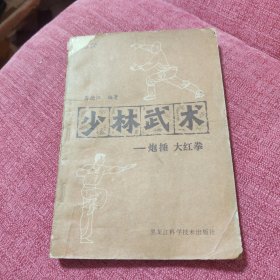 编著
少林武术
—炮捶 大红拳
黑龙江科学技术出版社